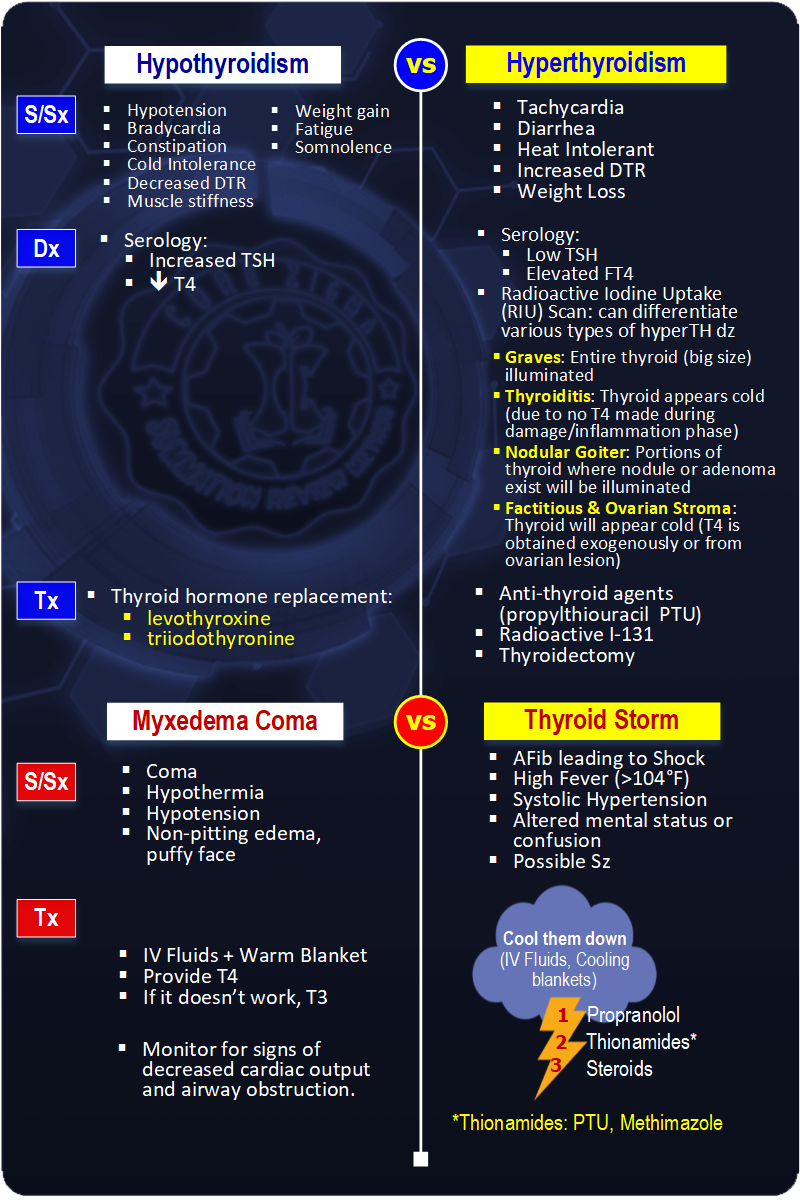 Hypothyroidism
vs
Hyperthyroidism
S/Sx
▪ Hypotension
▪ Bradycardia
▪ Constipation
▪ Cold Intolerance
▪ Decreased DTR
▪ Muscle stiffness
▪ Weight gain
▪ Fatigue
▪ Somnolence
▪ Tachycardia
▪ Diarrhea
▪ Heat Intolerant
▪ Increased DTR
▪ Weight Loss
Dx
▪ Serology:
▪ Increased TSH
▪ 🡫 T4
▪ Serology:
▪ Low TSH
▪ Elevated FT4
▪ Radioactive Iodine Uptake
(RIU) Scan: can differentiate
various types of hyperTH dz
▪ Graves: Entire thyroid (big size)
illuminated
▪ Thyroiditis: Thyroid appears cold
(due to no T4 made during
damage/inflammation phase)
▪ Nodular Goiter: Portions of
thyroid where nodule or adenoma
exist will be illuminated
▪ Factitious & Ovarian Stroma:
Thyroid will appear cold (T4 is
obtained exogenously or from
ovarian lesion)
Tx
▪ Thyroid hormone replacement:
▪ levothyroxine
▪ triiodothyronine
▪ Anti-thyroid agents
(propylthiouracil PTU)
▪ Radioactive I-131
▪ Thyroidectomy
Myxedema Coma
vs
Thyroid Storm
S/Sx
▪ Coma
▪ Hypothermia
▪ Hypotension
▪ Non-pitting edema,
puffy face
▪ AFib leading to Shock
▪ High Fever (>104°F)
▪ Systolic Hypertension
▪ Altered mental status or
confusion
▪ Possible Sz
Tx
▪ IV Fluids + Warm Blanket
▪ Provide T4
▪ If it doesn’t work, T3
▪ Monitor for signs of
decreased cardiac output
and airway obstruction.
Cool them down
(IV Fluids, Cooling
blankets)
1 Propranolol
2 Thionamides*
3 Steroids
*Thionamides: PTU, Methimazole